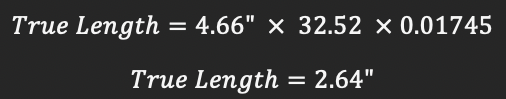 True Length = 4.66" × 32.52 × 0.01745
True Length = 2.64"